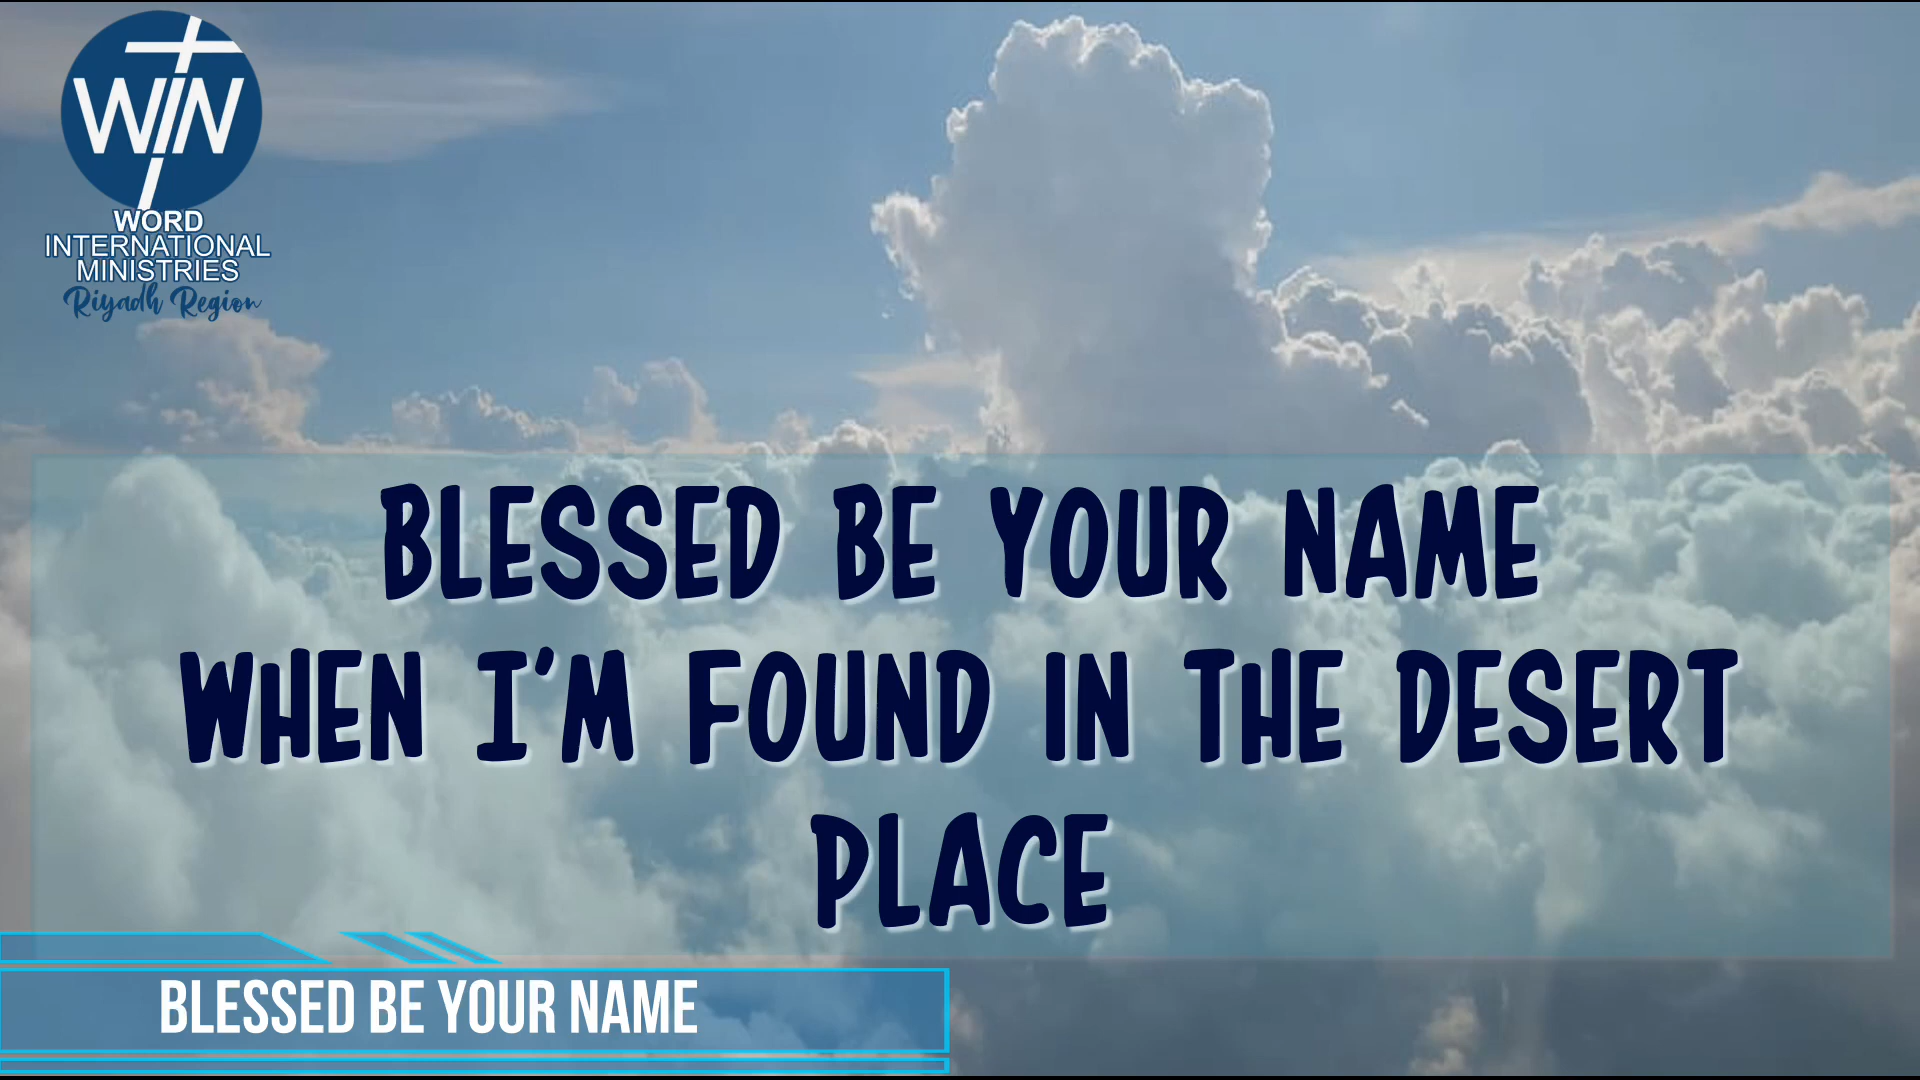 WIN
WORD
INTERNATIONAL
MINISTRIES
Riyadh Region
BLESSED BE YOUR NAME
WHEN I'M FOUND IN THE DESERT
PLACE
BLESSED BE YOUR NAME